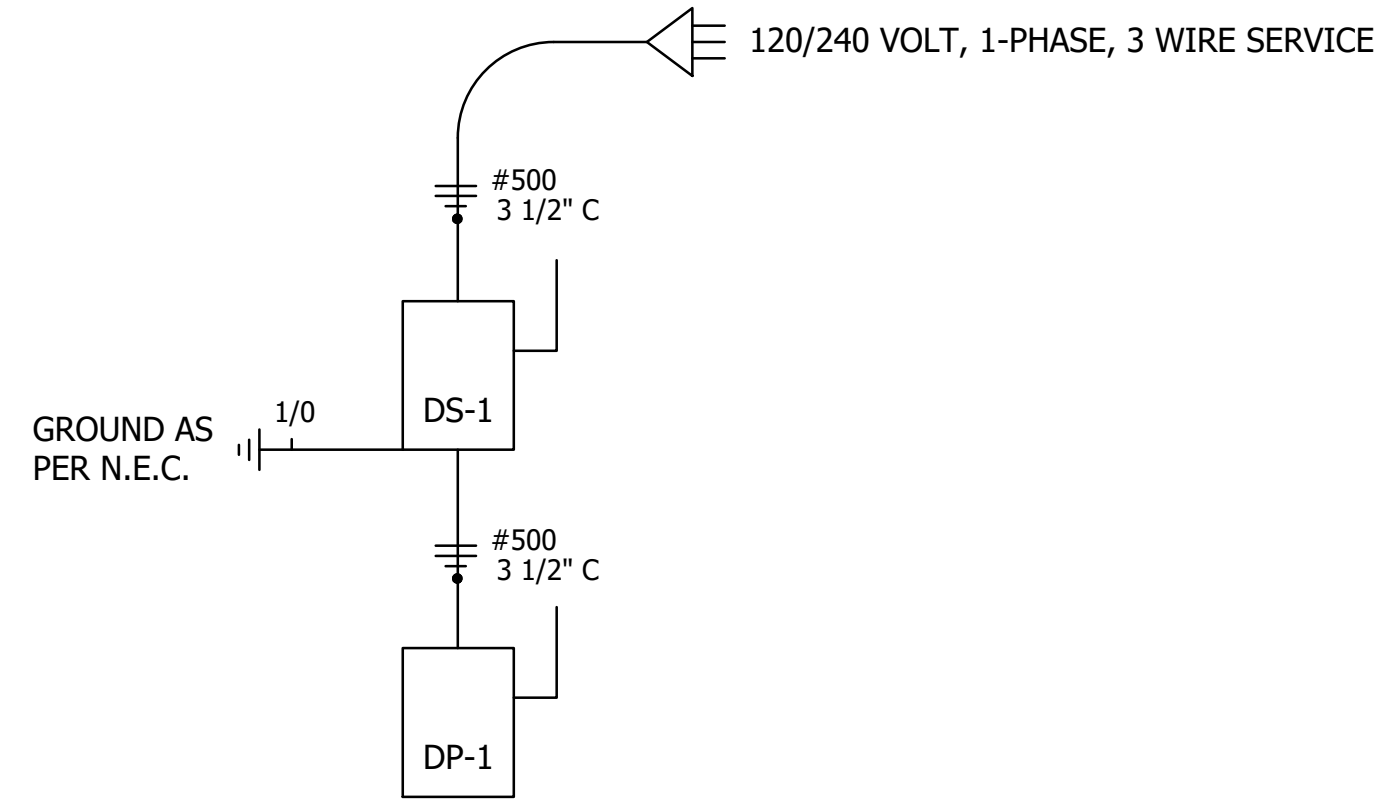 120/240 VOLT, 1-PHASE, 3 WIRE SERVICE
#500
3 1/2" C
DS-1
1/0
GROUND AS
PER N.E.C.
#500
3 1/2" C
DP-1